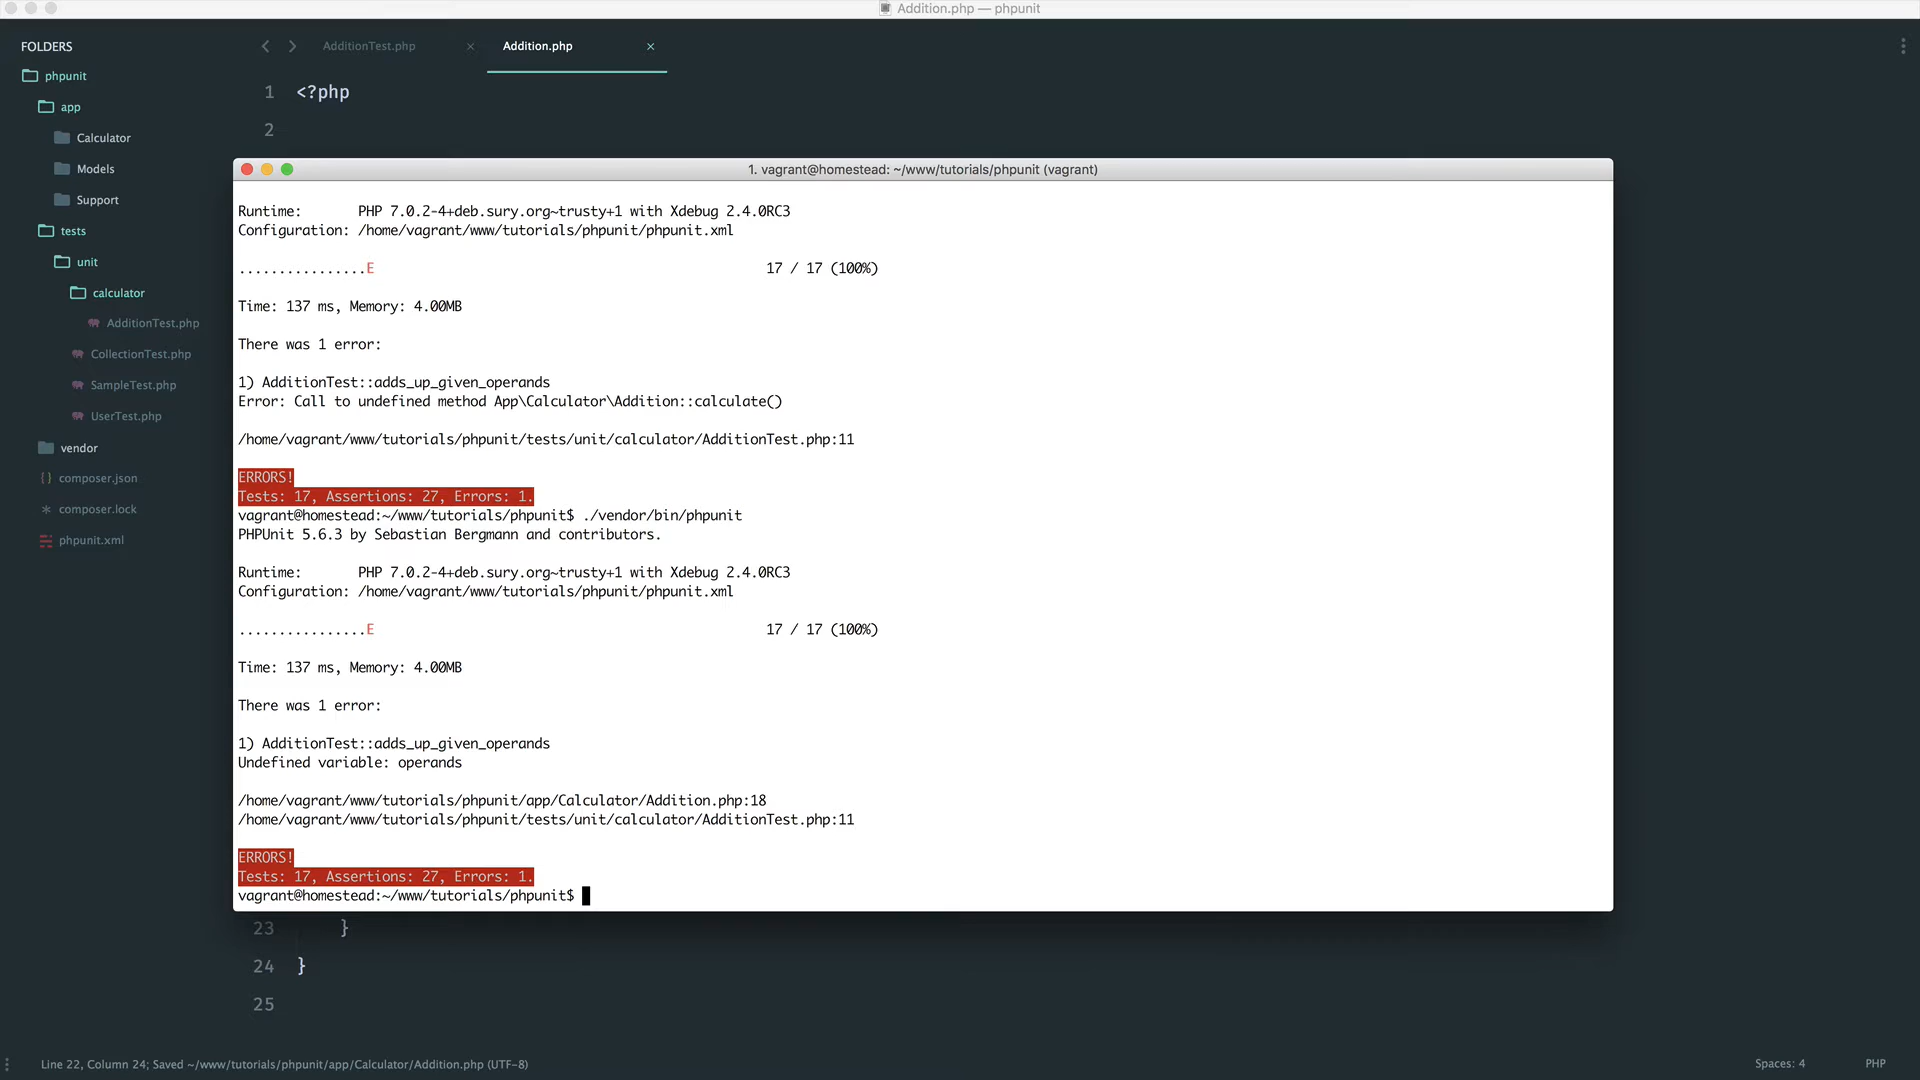 Addition.php — phpunit
FOLDERS
phpunit
app
Calculator
Models
Support
tests
unit
calculator
AdditionTest.php
CollectionTest.php
SampleTest.php
UserTest.php
vendor
composer.json
composer.lock
phpunit.xml
AdditionTest.php
Addition.php
1 <?php
2
1. vagrant@homestead: ~/www/tutorials/phpunit (vagrant)
Runtime: PHP 7.0.2-4+deb.sury.org~trusty+1 with Xdebug 2.4.0RC3
Configuration: /home/vagrant/www/tutorials/phpunit/phpunit.xml
................E 17 / 17 (100%)
Time: 137 ms, Memory: 4.00MB
There was 1 error:
1) AdditionTest::adds_up_given_operands
Error: Call to undefined method App\Calculator\Addition::calculate()
/home/vagrant/www/tutorials/phpunit/tests/unit/calculator/AdditionTest.php:11
ERRORS!
Tests: 17, Assertions: 27, Errors: 1.
vagrant@homestead:~/www/tutorials/phpunit$ ./vendor/bin/phpunit
PHPUnit 5.6.3 by Sebastian Bergmann and contributors.
Runtime: PHP 7.0.2-4+deb.sury.org~trusty+1 with Xdebug 2.4.0RC3
Configuration: /home/vagrant/www/tutorials/phpunit/phpunit.xml
................E 17 / 17 (100%)
Time: 137 ms, Memory: 4.00MB
There was 1 error:
1) AdditionTest::adds_up_given_operands
Undefined variable: operands
/home/vagrant/www/tutorials/phpunit/app/Calculator/Addition.php:18
/home/vagrant/www/tutorials/phpunit/tests/unit/calculator/AdditionTest.php:11
ERRORS!
Tests: 17, Assertions: 27, Errors: 1.
vagrant@homestead:~/www/tutorials/phpunit$
23 }
24 }
25
Line 22, Column 24; Saved ~/www/tutorials/phpunit/app/Calculator/Addition.php (UTF-8)
Spaces: 4
PHP